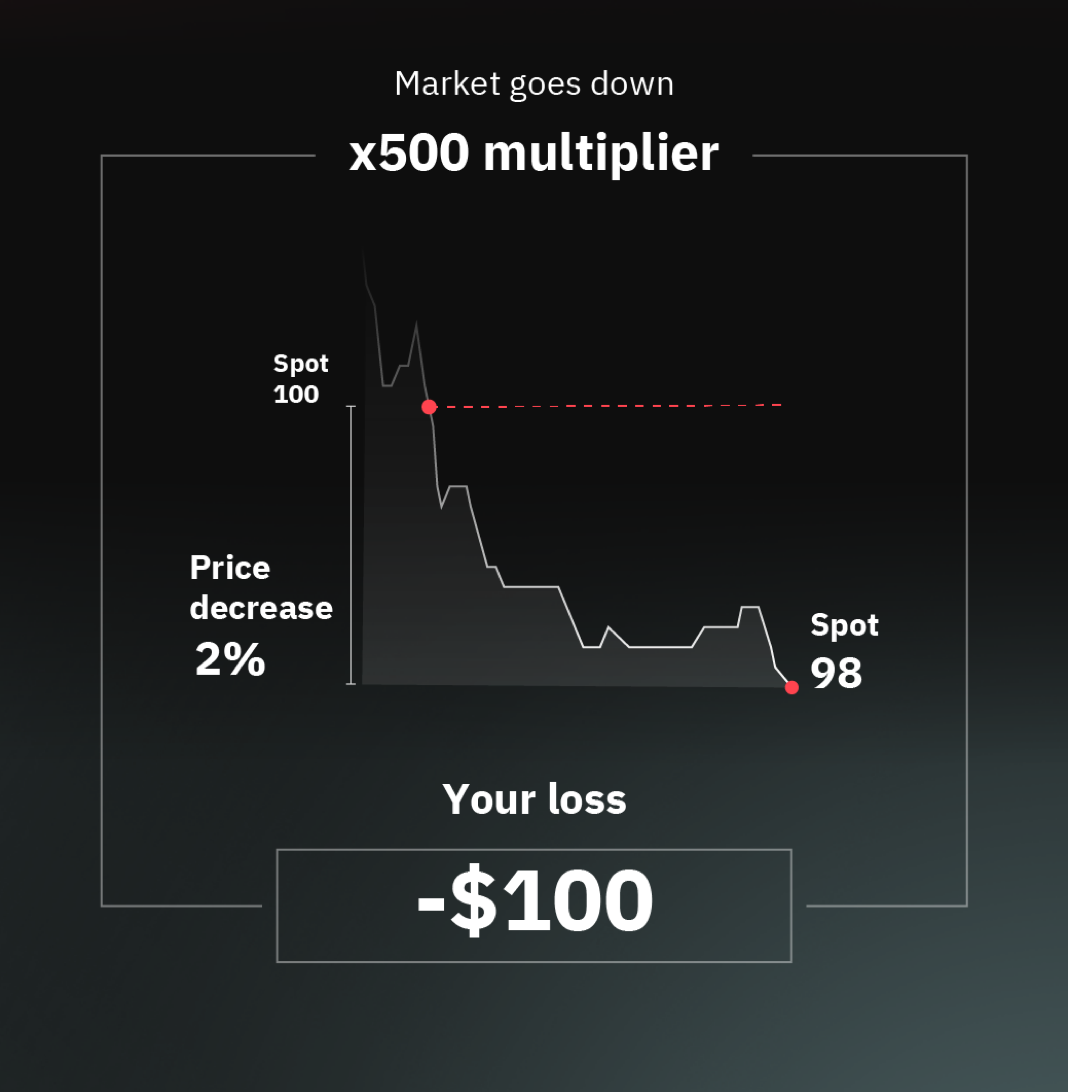 Market goes down
x500 multiplier
Spot
100
Price
decrease
2%
Spot
98
Your loss
-$100